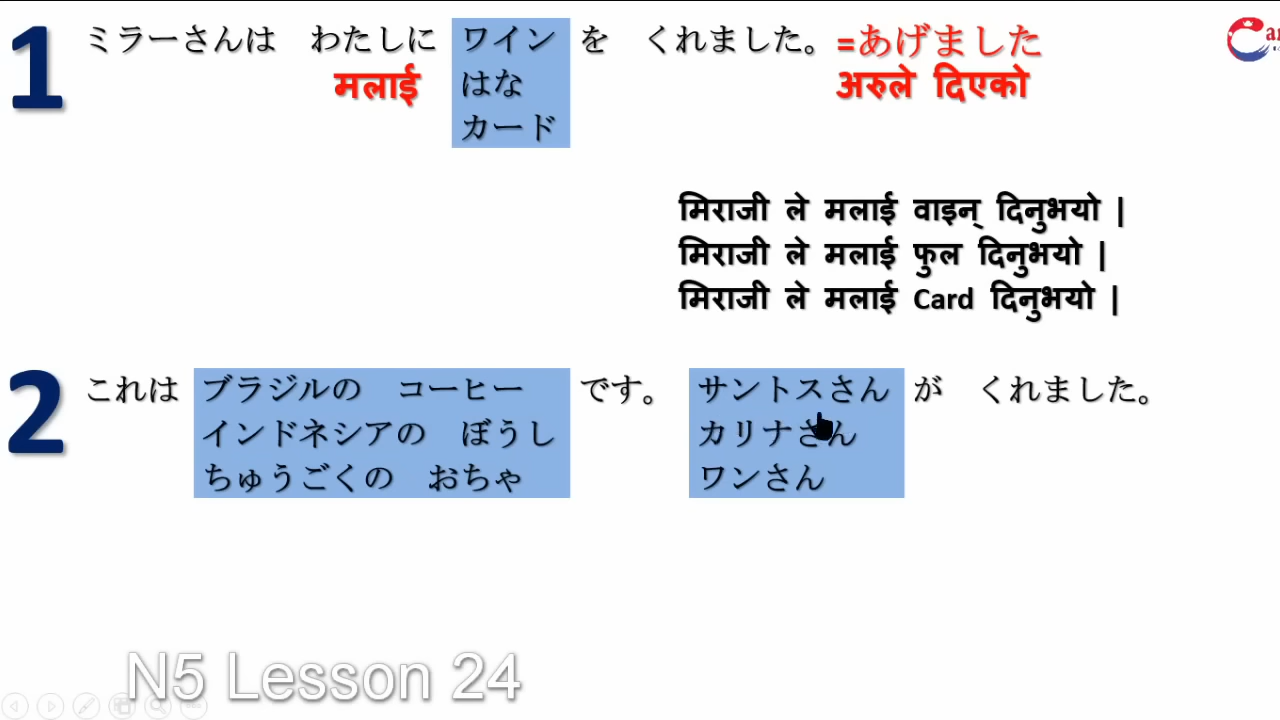 1 ミラーさんは わたしに ワイン を くれました。 =あげました
मलाई はな अरुले दिएको
カード
मिराजी ले मलाई वाइन् दिनुभयो |
मिराजी ले मलाई फुल दिनुभयो |
मिराजी ले मलाई Card दिनुभयो |
2 これは ブラジルの コーヒー です。 サントスさん が くれました。
インドネシアの ぼうし カリナさん
ちゅうごくの おちゃ ワンさん
N5 Lesson 24